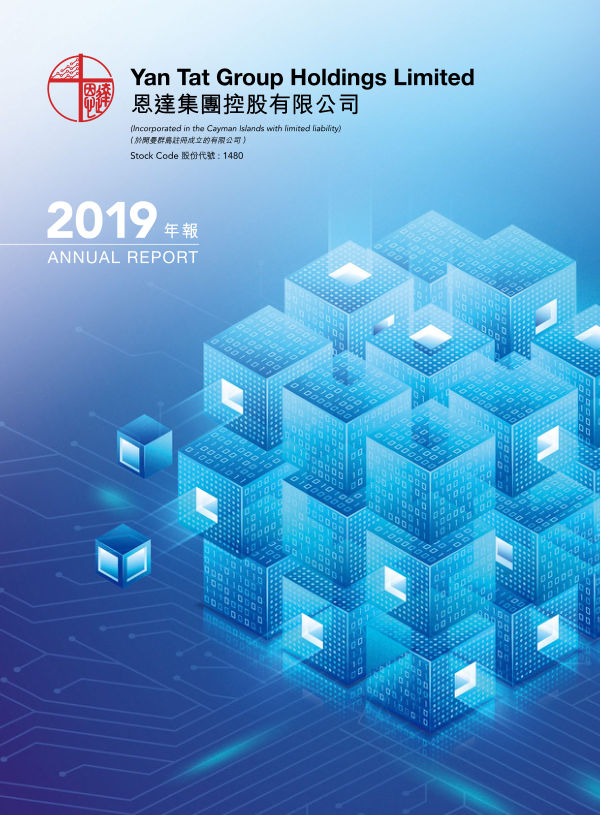 恩達
Yan Tat Group Holdings Limited
恩達集團控股有限公司
(Incorporated in the Cayman Islands with limited liability)
(於開曼群島註冊成立的有限公司)
Stock Code 股份代號 : 1480
2019 年報
ANNUAL REPORT